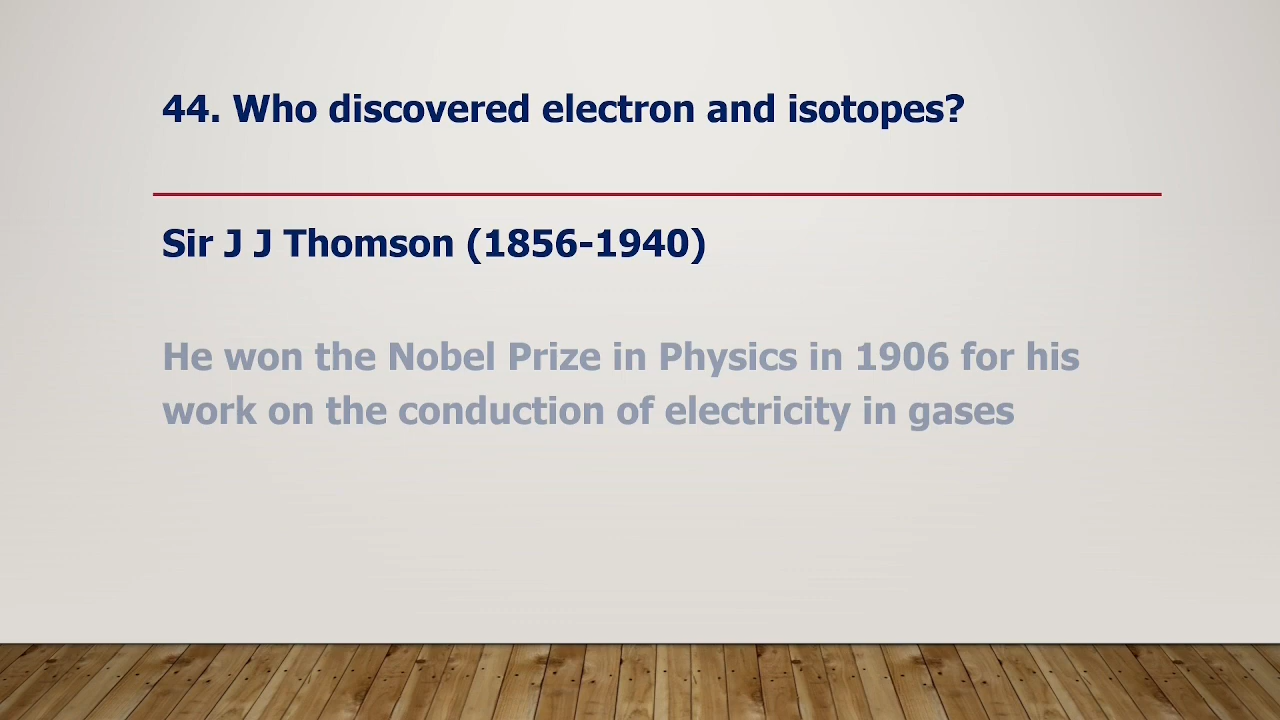 44. Who discovered electron and isotopes?
Sir J J Thomson (1856-1940)
He won the Nobel Prize in Physics in 1906 for his
work on the conduction of electricity in gases